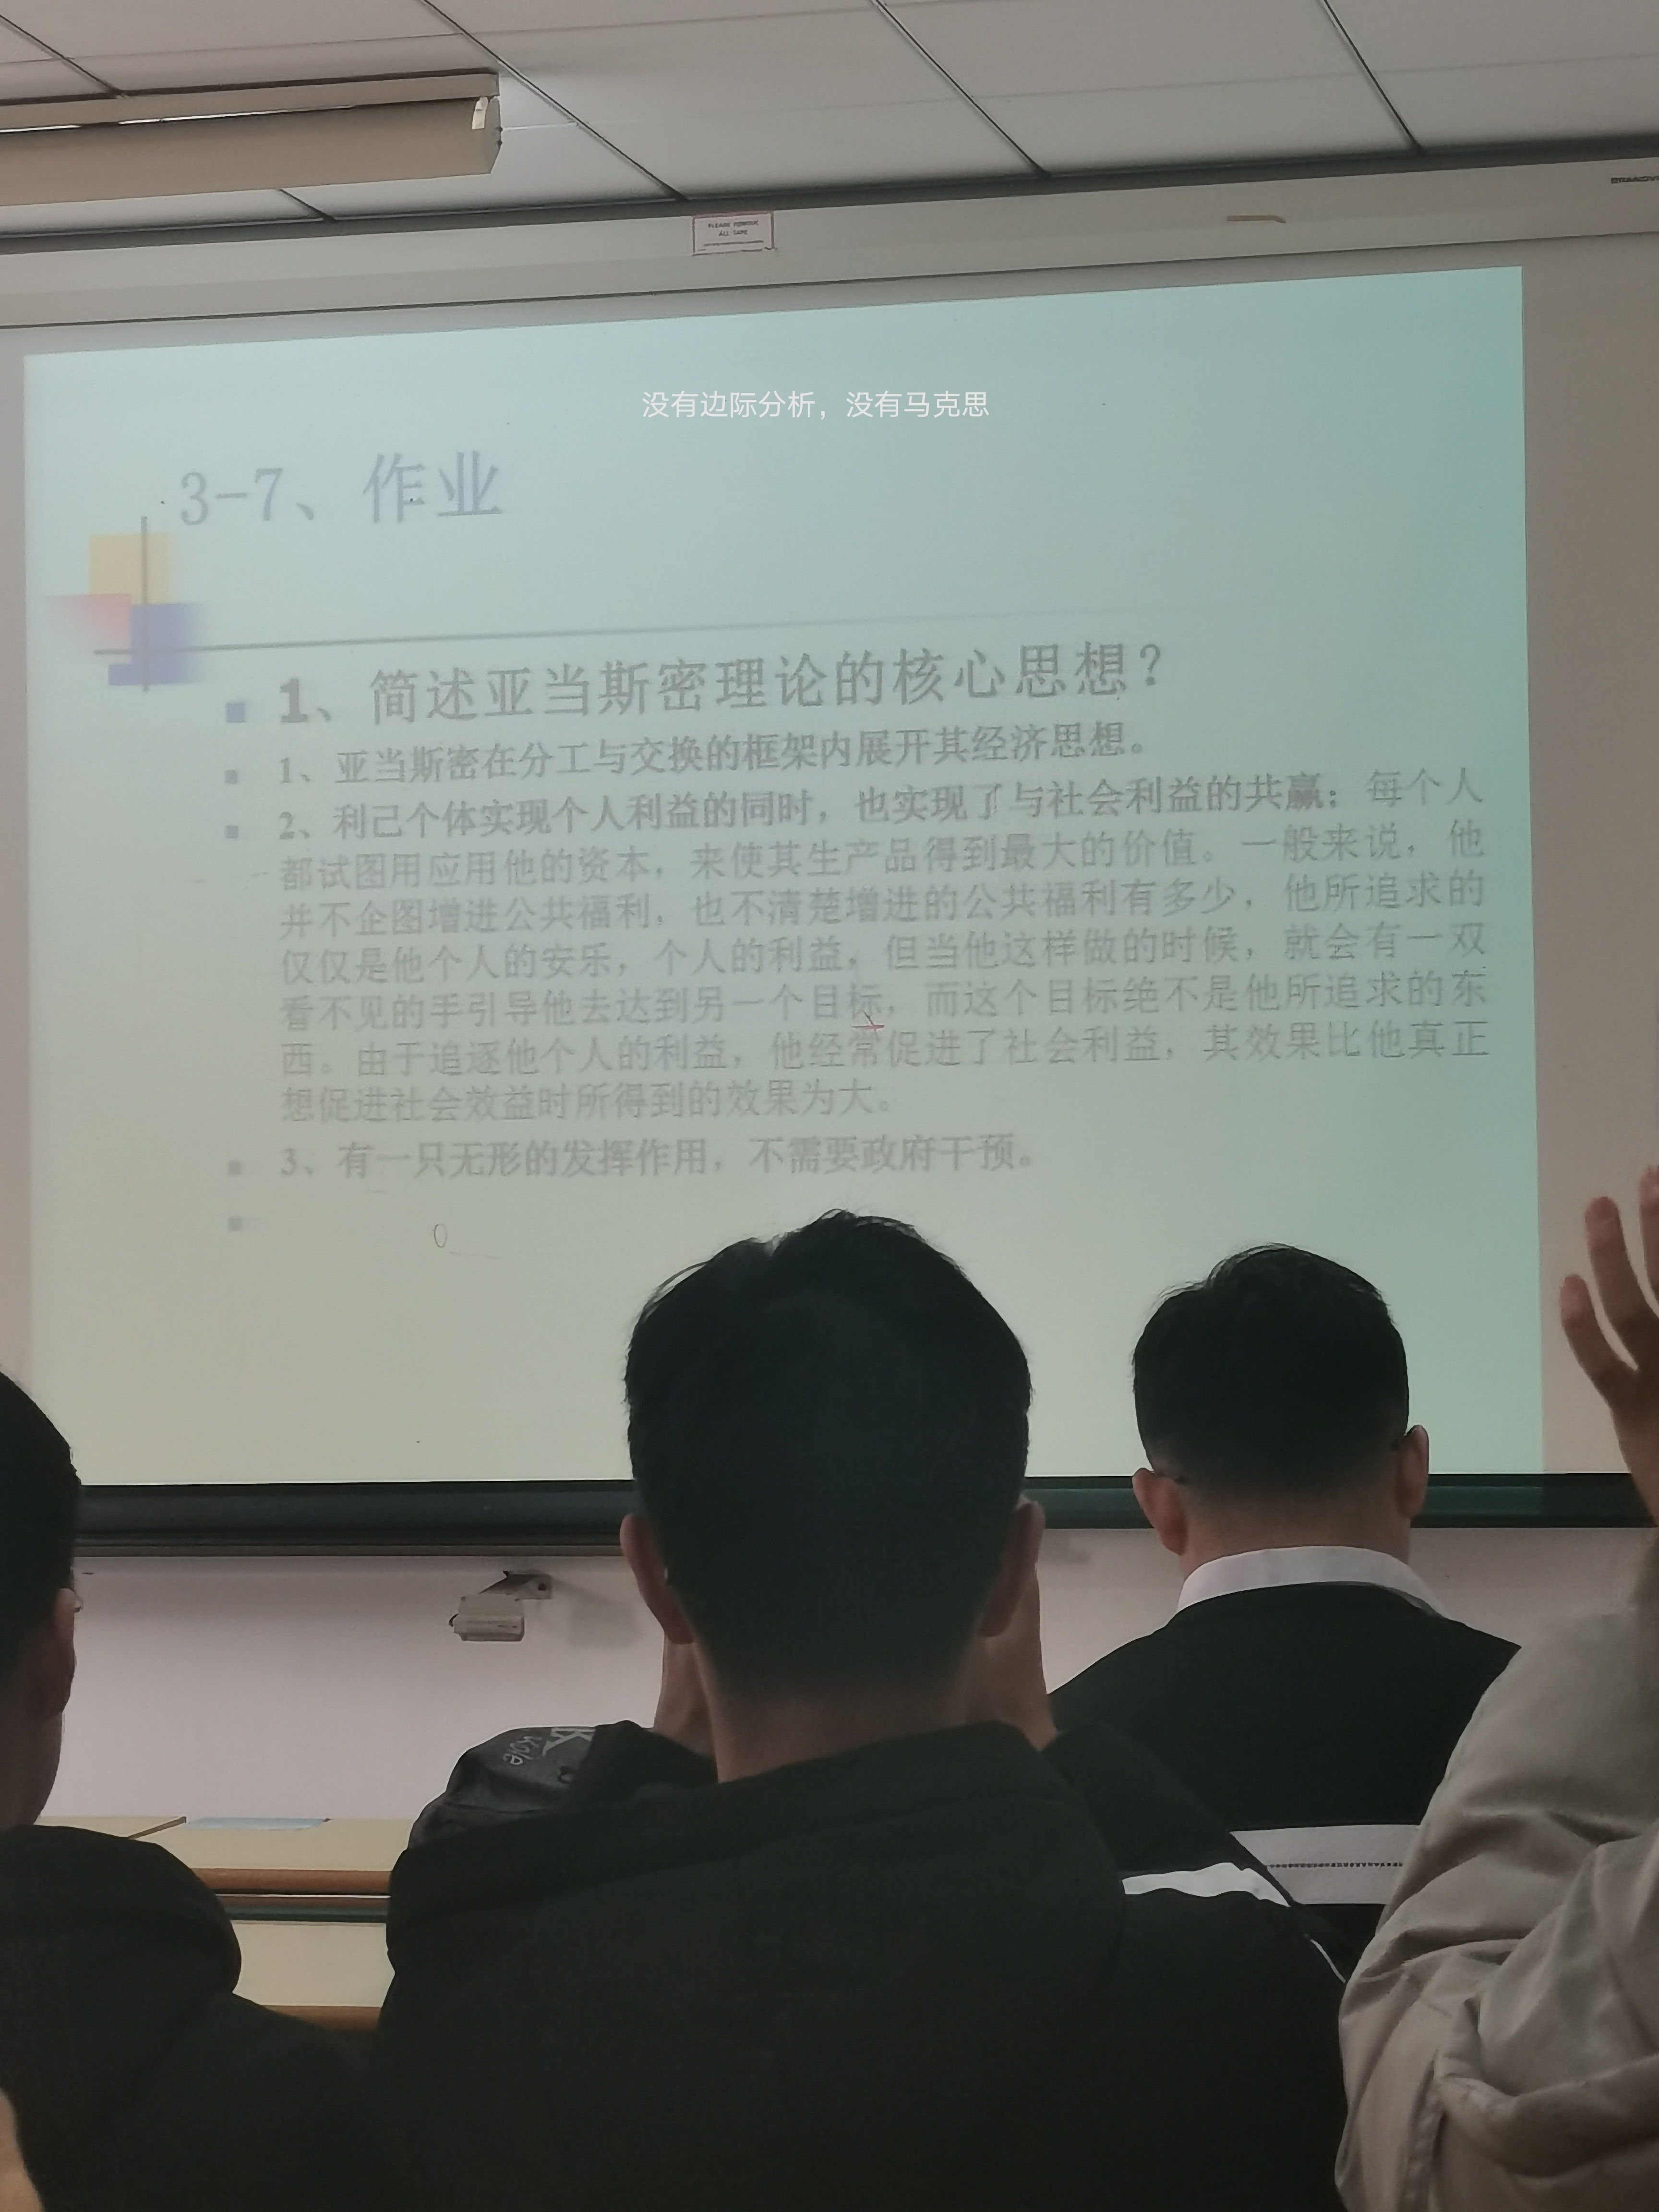 PLEASE REMOVE
ALL TAPE
没有边际分析，没有马克思
3-7、作业
1、简述亚当斯密理论的核心思想？
1、亚当斯密在分工与交换的框架内展开其经济思想。
2、利己个体实现个人利益的同时，也实现了与社会利益的共赢：每个人
都试图用应用他的资本，来使其生产品得到最大的价值。一般来说，他
并不企图增进公共福利，也不清楚增进的公共福利有多少，他所追求的
仅仅是他个人的安乐，个人的利益，但当他这样做的时候，就会有一双
看不见的手引导他去达到另一个目标，而这个目标绝不是他所追求的东
西。由于追逐他个人的利益，他经常促进了社会利益，其效果比他真正
想促进社会效益时所得到的效果为大。
3、有一只无形的发挥作用，不需要政府干预。
Kole